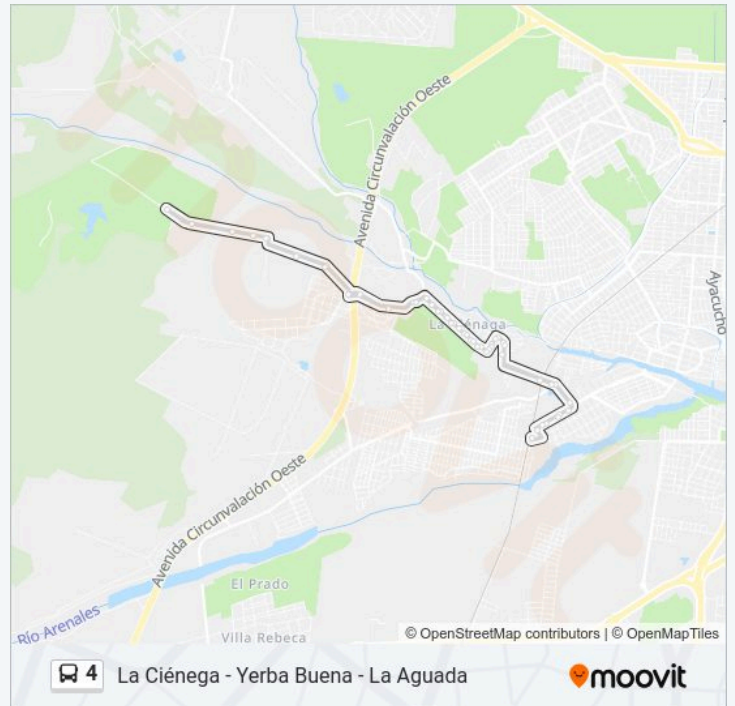 Avenida Circunvalación Oeste
Ayacucho
La Ciénaga
Avenida Circunvalación Oeste
El Prado
Río Arenales
Villa Rebeca
© OpenStreetMap contributors | © OpenMapTiles
4 La Ciénega - Yerba Buena - La Aguada
moovit